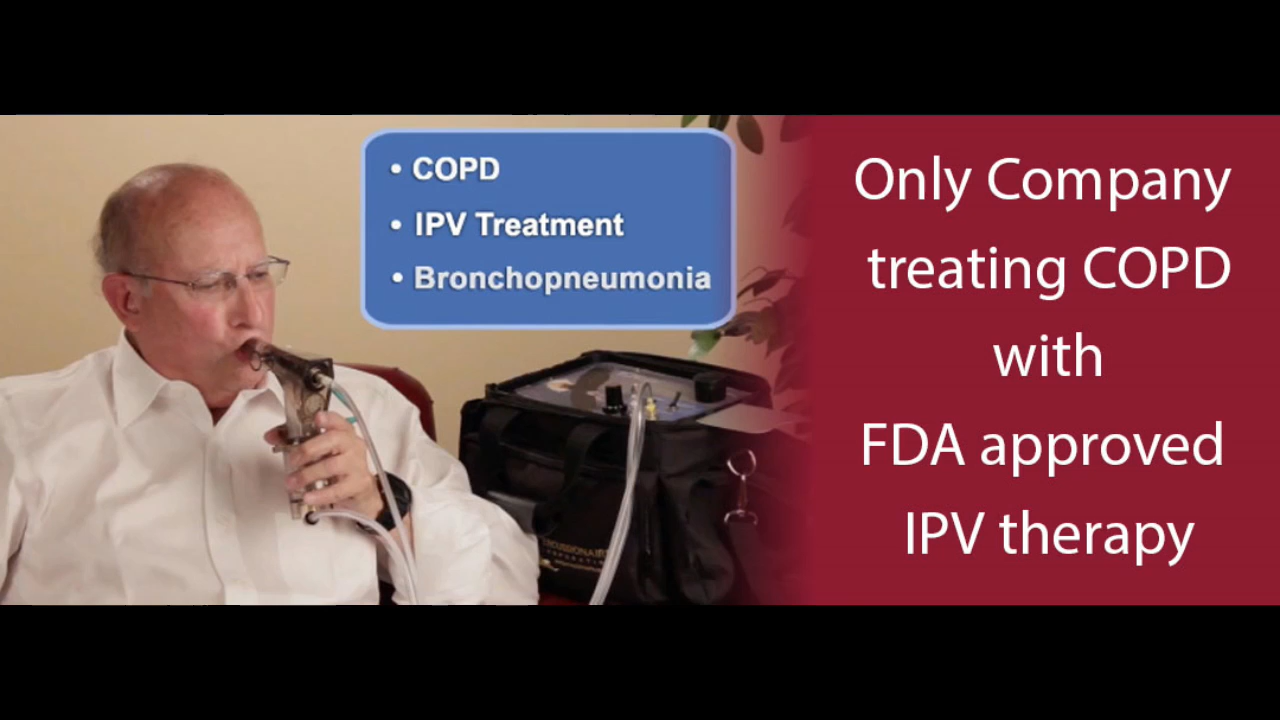 • COPD
• IPV Treatment
• Bronchopneumonia
Only Company
treating COPD
with
FDA approved
IPV therapy